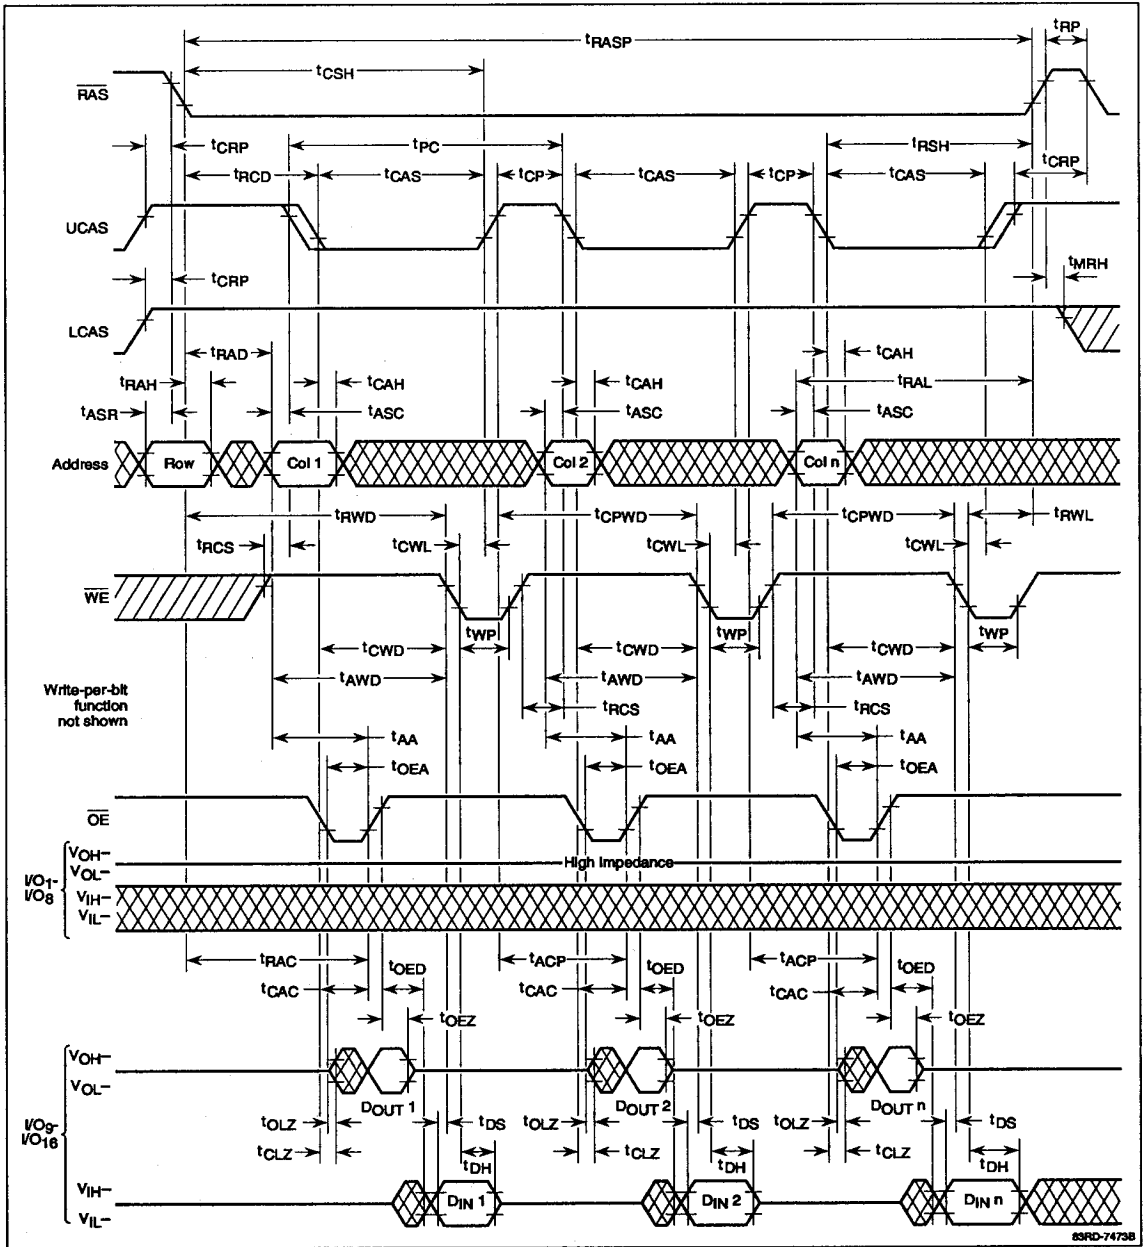 tRASP
tRP
tCSH
RAS
tCRP
tPC
tRSH
tCRP
tRCD
tCAS
tCP
tCAS
tCP
tCAS
UCAS
tCRP
tMRH
LCAS
tRAD
tCAH
tRAH
tCAH
tCAH
tRAL
tASR
tASC
tASC
tASC
Address
Row
Col 1
Col 2
Col n
tRWD
tCPWD
tCPWD
tRWL
tRCS
tCWL
tCWL
tCWL
WE
tWP
tWP
tWP
tCWD
tCWD
tCWD
tAWD
tAWD
tAWD
Write-per-bit
function
not shown
tRCS
tRCS
tAA
tAA
tAA
tOEA
tOEA
tOEA
OE
VOH–
High Impedance
VOL–
I/O1-
I/O8
VIH–
VIL–
tRAC
tACP
tACP
tOED
tOED
tOED
tCAC
tCAC
tCAC
tOEZ
tOEZ
tOEZ
VOH–
VOL–
DOUT 1
DOUT 2
DOUT n
tOLZ
tDS
tOLZ
tDS
tOLZ
tDS
I/O9-
I/O16
tCLZ
tCLZ
tCLZ
tDH
tDH
tDH
VIH–
DIN 1
DIN 2
DIN n
VIL–
83RD-7473B